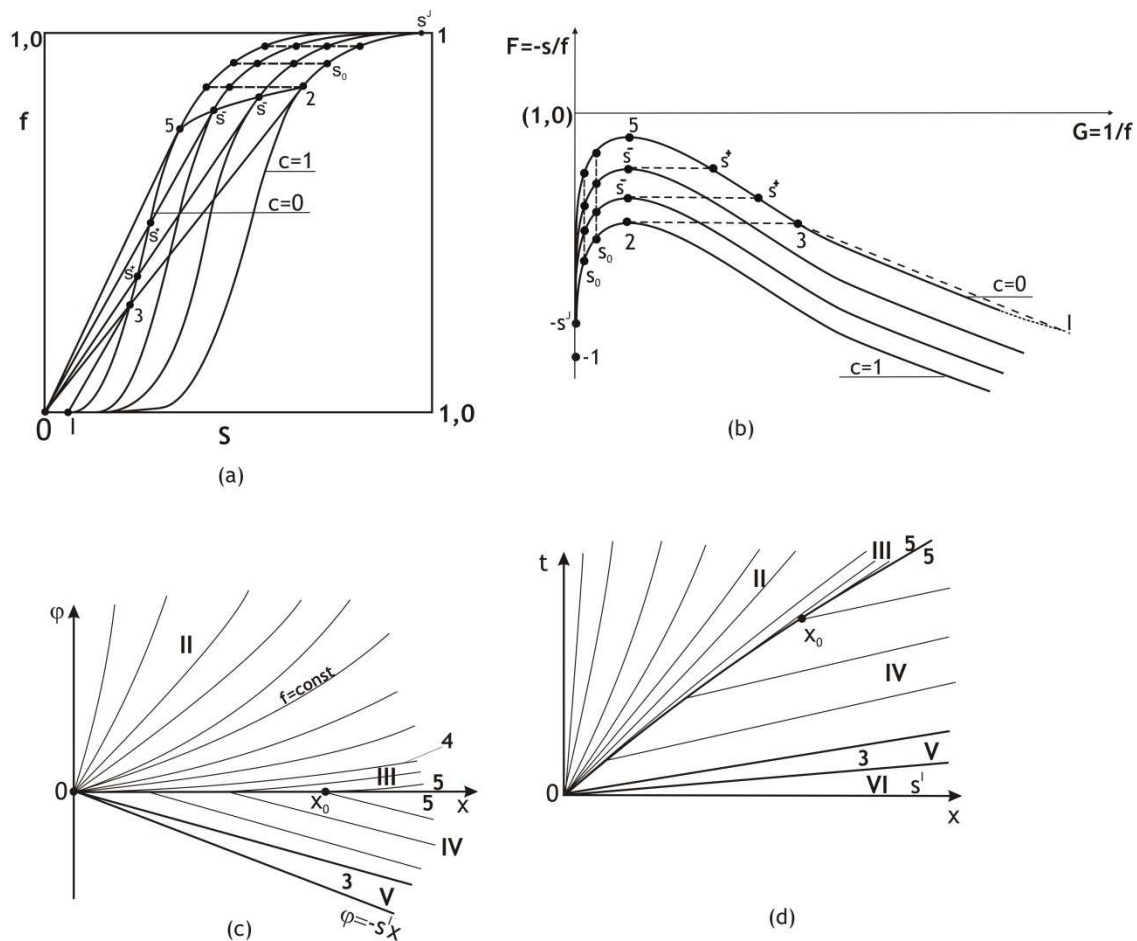 1,0
s^J
1
f
s₀
2
5
s⁻
s⁻
c=1
c=0
s⁺
s⁺
3
0
I
S
1,0
(a)
F=-s/f
(1,0)
G=1/f
5
s⁻
s⁺
s⁻
s⁺
2
3
s₀
s₀
c=0
I
-s^J
-1
c=1
(b)
φ
II
f=const
4
III
5
0
x₀
5
x
IV
3
V
φ=-s^I x
(c)
t
III
5
5
II
x₀
IV
3
V
0
VI
s^I
x
(d)